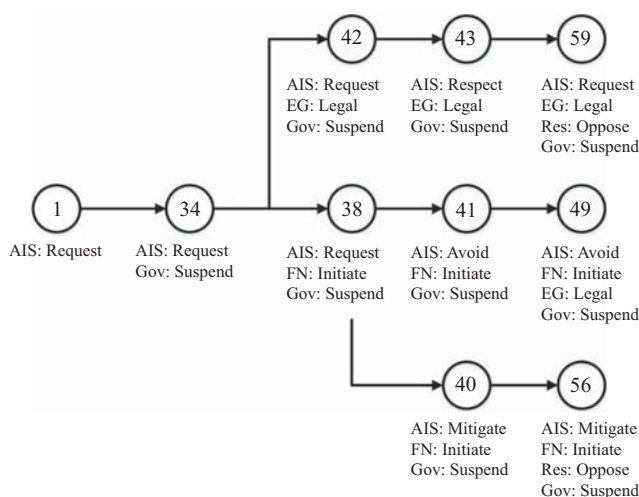 42
AIS: Request
EG: Legal
Gov: Suspend
43
AIS: Respect
EG: Legal
Gov: Suspend
59
AIS: Request
EG: Legal
Res: Oppose
Gov: Suspend
1
AIS: Request
34
AIS: Request
Gov: Suspend
38
AIS: Request
FN: Initiate
Gov: Suspend
41
AIS: Avoid
FN: Initiate
Gov: Suspend
49
AIS: Avoid
FN: Initiate
EG: Legal
Gov: Suspend
40
AIS: Mitigate
FN: Initiate
Gov: Suspend
56
AIS: Mitigate
FN: Initiate
Res: Oppose
Gov: Suspend